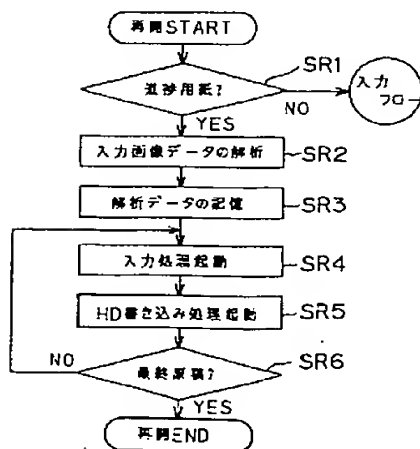 再開START
進捗用紙?
SR1
入力
フロー
NO
YES
入力画像データの解析
SR2
解析データの記憶
SR3
入力処理起動
SR4
HD書き込み処理起動
SR5
NO
最終原稿?
SR6
YES
再開END